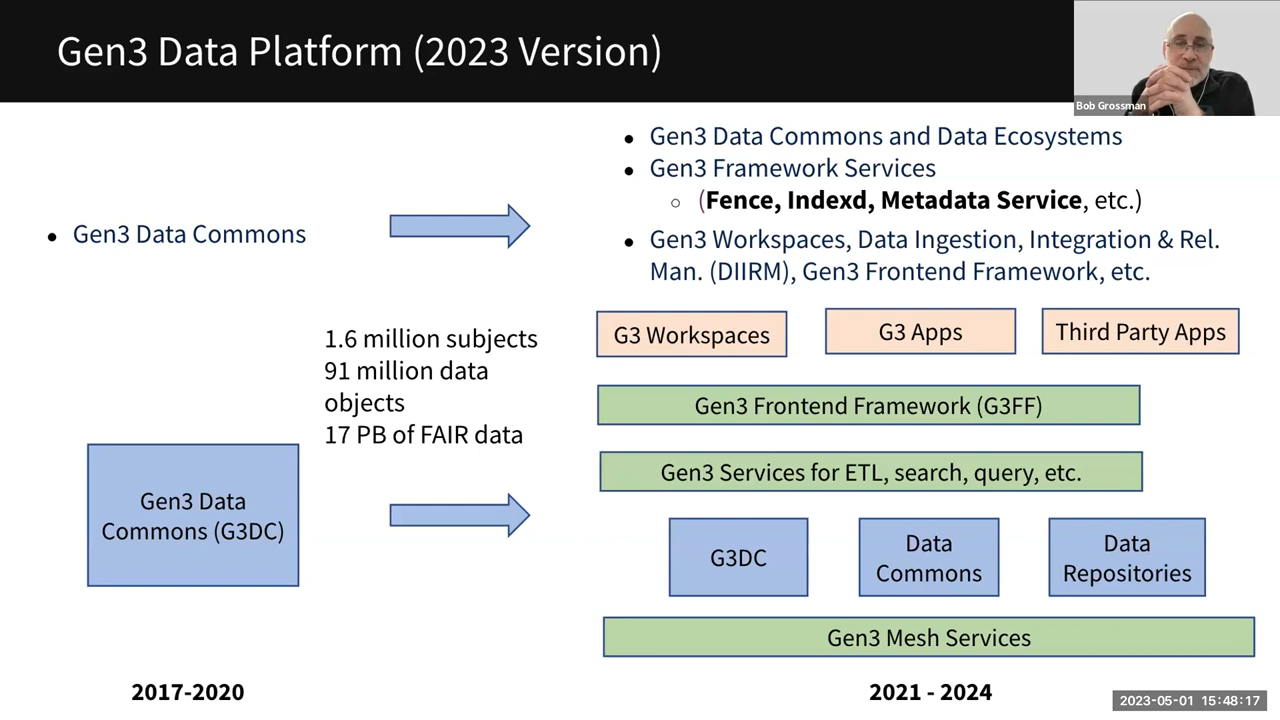 Gen3 Data Platform (2023 Version)
Bob Grossman
Gen3 Data Commons
Gen3 Data Commons and Data Ecosystems
Gen3 Framework Services
(Fence, Indexd, Metadata Service, etc.)
Gen3 Workspaces, Data Ingestion, Integration & Rel.
Man. (DIIRM), Gen3 Frontend Framework, etc.
1.6 million subjects
91 million data
objects
17 PB of FAIR data
Gen3 Data
Commons (G3DC)
G3 Workspaces
G3 Apps
Third Party Apps
Gen3 Frontend Framework (G3FF)
Gen3 Services for ETL, search, query, etc.
G3DC
Data
Commons
Data
Repositories
Gen3 Mesh Services
2017-2020
2021 - 2024
2023-05-01 15:48:17